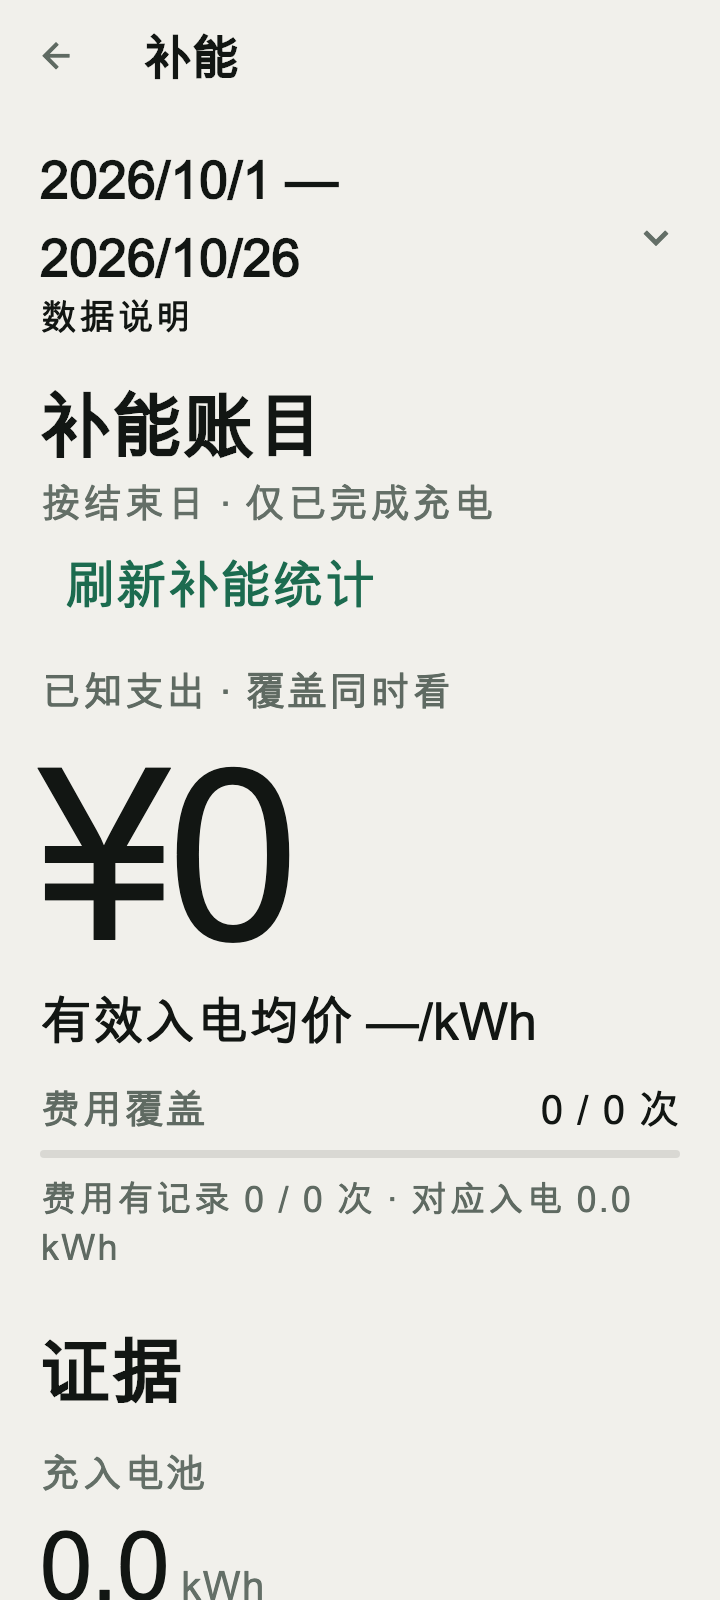 补能
2026/10/1 —
2026/10/26
数据说明
补能账目
按结束日 · 仅已完成充电
刷新补能统计
已知支出 · 覆盖同时看
¥0
有效入电均价 —/kWh
费用覆盖 0 / 0 次
费用有记录 0 / 0 次 · 对应入电 0.0
kWh
证据
充入电池
0.0 kWh